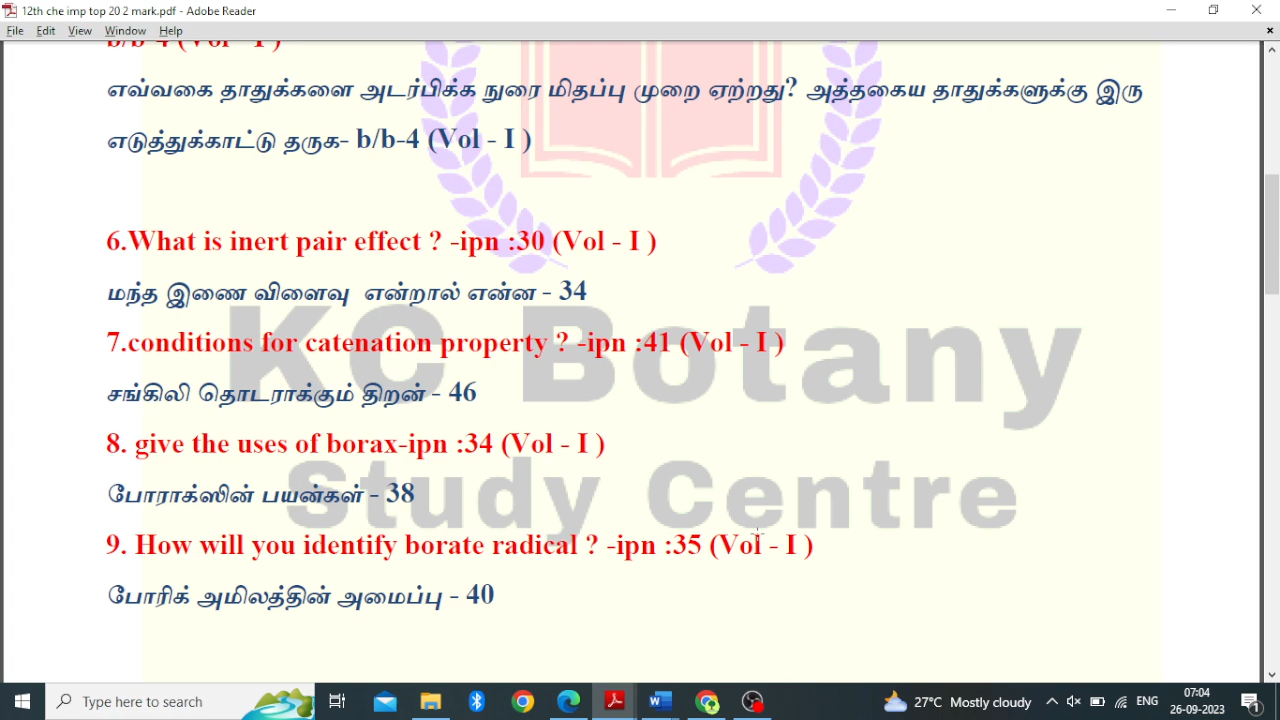 12th che imp top 20 2 mark.pdf - Adobe Reader
File Edit View Window Help
b/b-4 (Vol - I )
எவ்வகை தாதுக்களை அடர்பிக்க நுரை மிதப்பு முறை ஏற்றது? அத்தகைய தாதுக்களுக்கு இரு
எடுத்துக்காட்டு தருக- b/b-4 (Vol - I )
6.What is inert pair effect ? -ipn :30 (Vol - I )
மந்த இணை விளைவு என்றால் என்ன - 34
7.conditions for catenation property ? -ipn :41 (Vol - I )
சங்கிலி தொடராக்கும் திறன் - 46
8. give the uses of borax-ipn :34 (Vol - I )
போராக்ஸின் பயன்கள் - 38
9. How will you identify borate radical ? -ipn :35 (Vol - I )
போரிக் அமிலத்தின் அமைப்பு - 40
KC Botany
Study Centre
Type here to search
27°C Mostly cloudy
ENG
07:04
26-09-2023
1